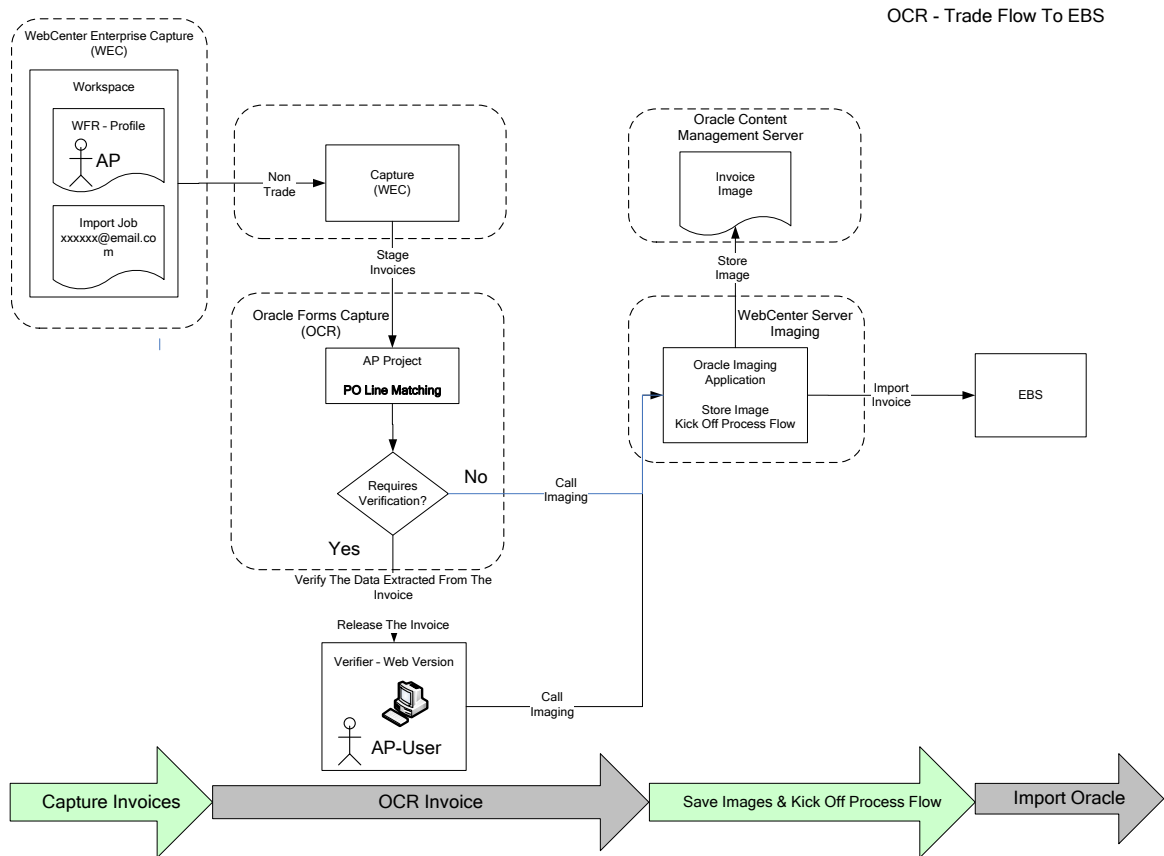 OCR - Trade Flow To EBS
WebCenter Enterprise Capture
(WEC)
Workspace
WFR - Profile
AP
Import Job
xxxxxx@email.co
m
Non
Trade
Capture
(WEC)
Stage
Invoices
Oracle Forms Capture
(OCR)
AP Project
PO Line Matching
Requires
Verification?
No
Yes
Call
Imaging
Verify The Data Extracted From The
Invoice
Release The Invoice
Verifier - Web Version
AP-User
Call
Imaging
Oracle Content
Management Server
Invoice
Image
Store
Image
WebCenter Server
Imaging
Oracle Imaging
Application
Store Image
Kick Off Process Flow
Import
Invoice
EBS
Capture Invoices
OCR Invoice
Save Images & Kick Off Process Flow
Import Oracle